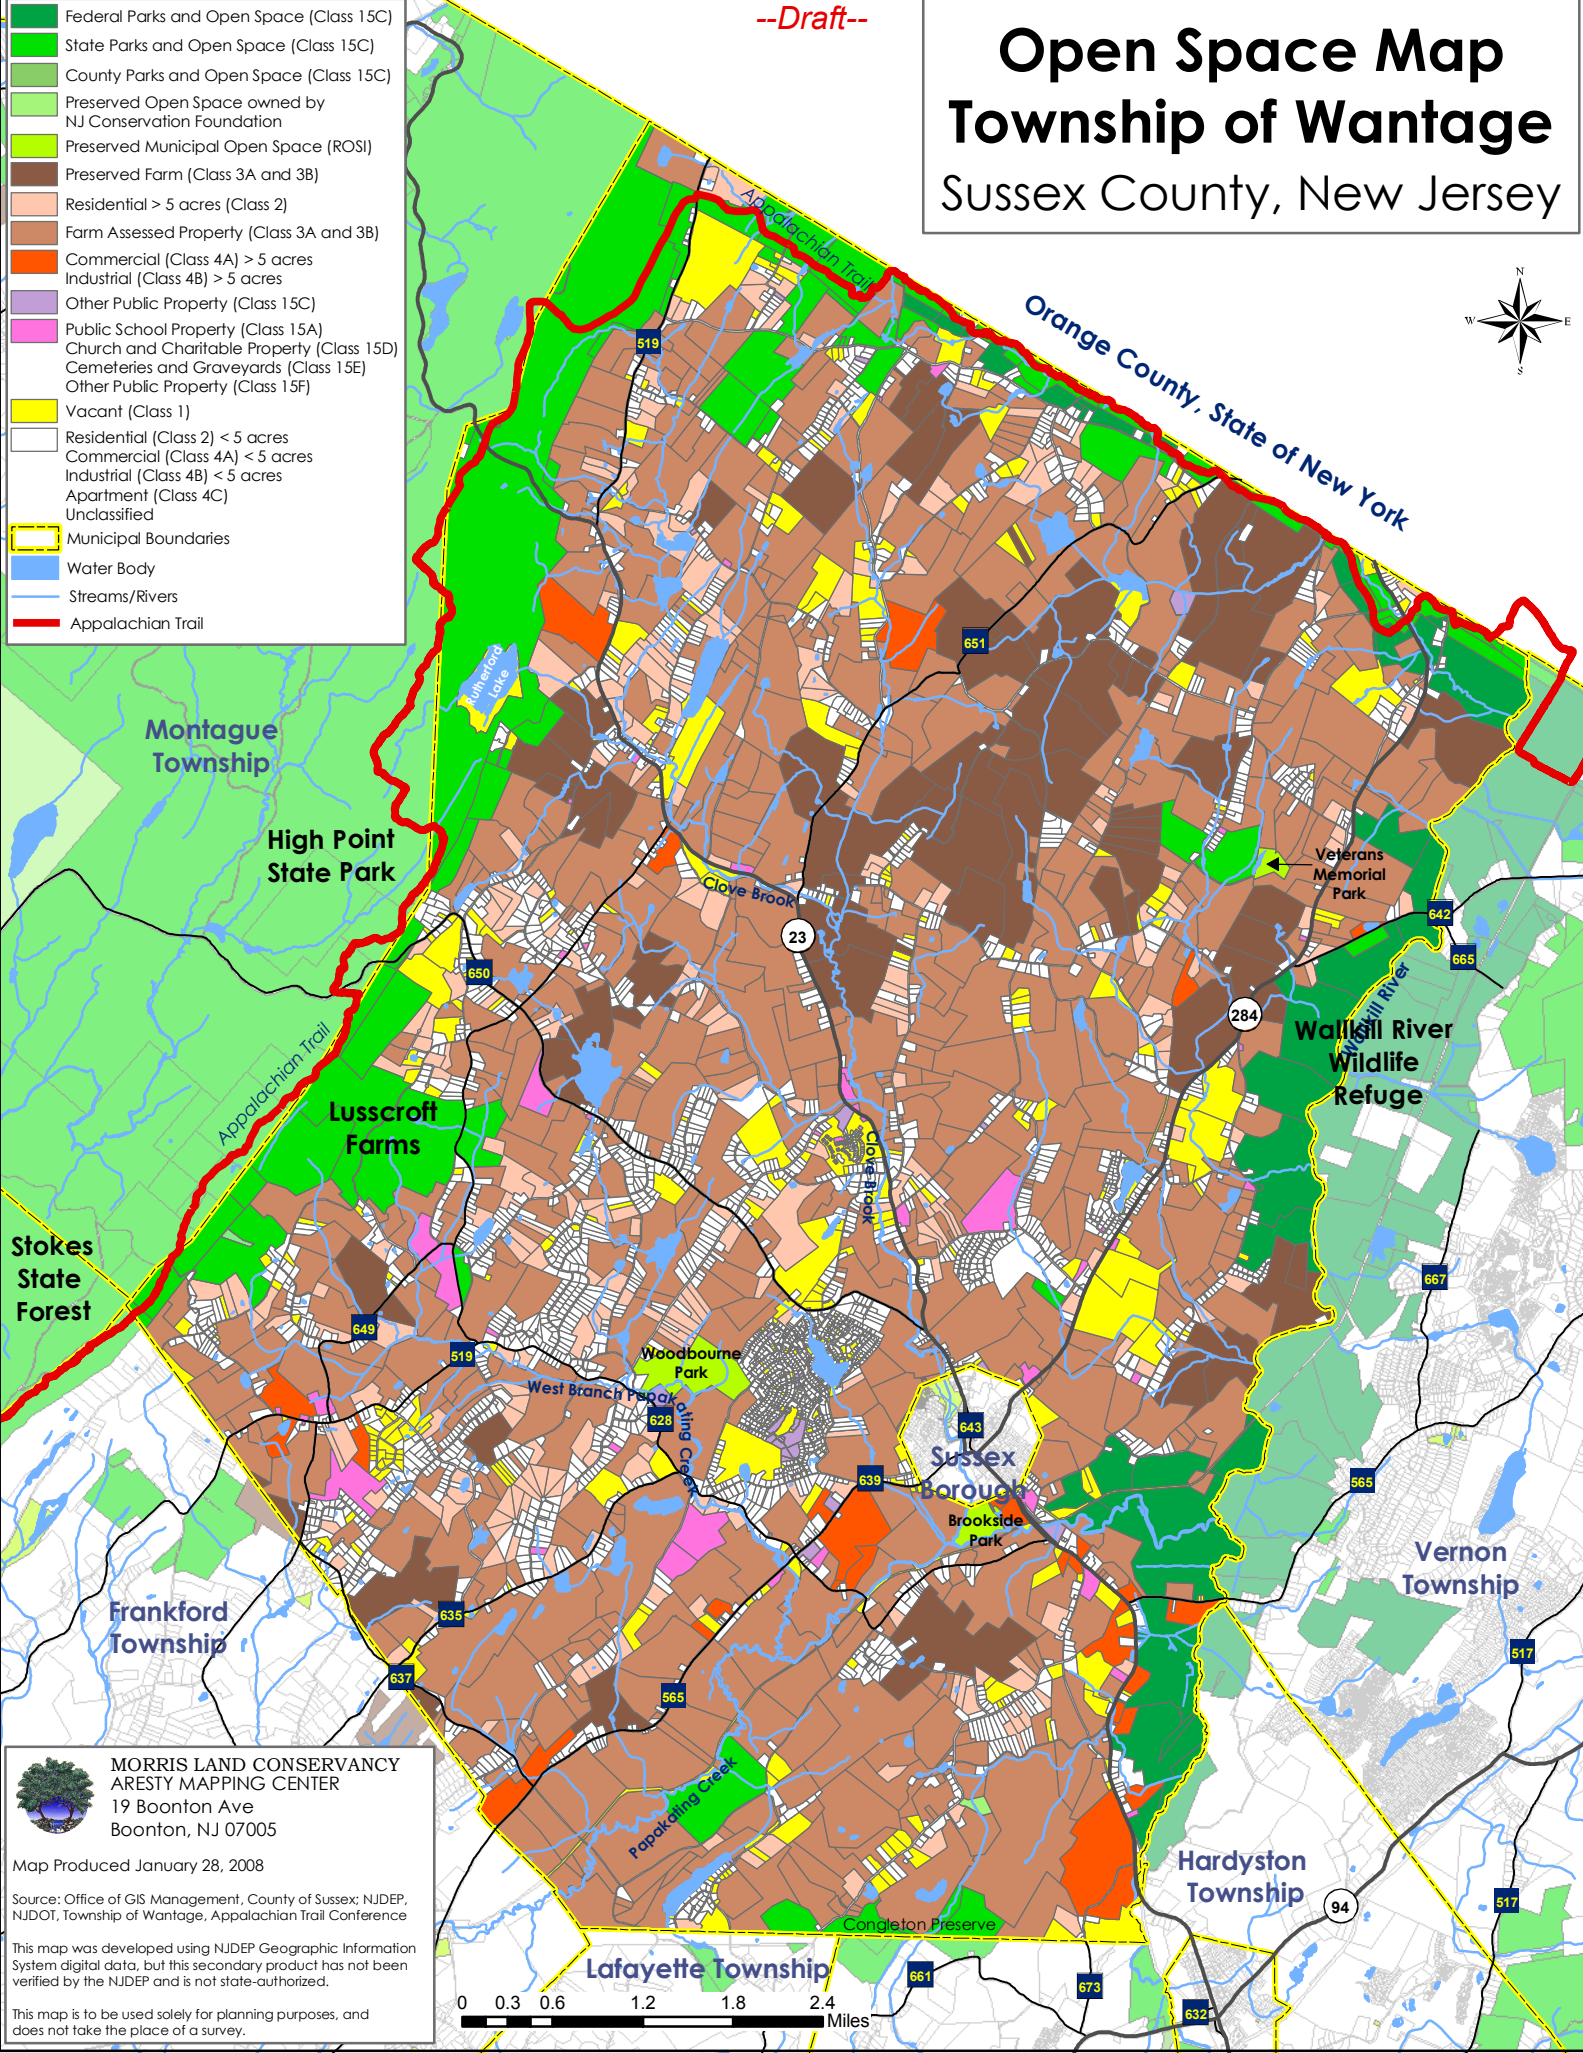 --Draft--
Open Space Map
Township of Wantage
Sussex County, New Jersey
Federal Parks and Open Space (Class 15C)
State Parks and Open Space (Class 15C)
County Parks and Open Space (Class 15C)
Preserved Open Space owned by
NJ Conservation Foundation
Preserved Municipal Open Space (ROSI)
Preserved Farm (Class 3A and 3B)
Residential > 5 acres (Class 2)
Farm Assessed Property (Class 3A and 3B)
Commercial (Class 4A) > 5 acres
Industrial (Class 4B) > 5 acres
Other Public Property (Class 15C)
Public School Property (Class 15A)
Church and Charitable Property (Class 15D)
Cemeteries and Graveyards (Class 15E)
Other Public Property (Class 15F)
Vacant (Class 1)
Residential (Class 2) < 5 acres
Commercial (Class 4A) < 5 acres
Industrial (Class 4B) < 5 acres
Apartment (Class 4C)
Unclassified
Municipal Boundaries
Water Body
Streams/Rivers
Appalachian Trail
N
W
E
S
Appalachian Trail
Orange County, State of New York
519
651
Rutherford
Lake
Montague
Township
High Point
State Park
Clove Brook
23
Veterans
Memorial
Park
642
665
650
284
Wallkill River
Wallkill River
Wildlife
Refuge
Appalachian Trail
Lusscroft
Farms
Clove Brook
Stokes
State
Forest
667
649
519
Woodbourne
Park
West Branch Papakating Creek
628
643
Sussex
Borough
639
565
Brookside
Park
Vernon
Township
Frankford
Township
635
637
565
517
Papakating Creek
Hardyston
Township
94
517
Congleton Preserve
Lafayette Township
661
673
632
MORRIS LAND CONSERVANCY
ARESTY MAPPING CENTER
19 Boonton Ave
Boonton, NJ 07005
Map Produced January 28, 2008
Source: Office of GIS Management, County of Sussex; NJDEP,
NJDOT, Township of Wantage, Appalachian Trail Conference
This map was developed using NJDEP Geographic Information
System digital data, but this secondary product has not been
verified by the NJDEP and is not state-authorized.
This map is to be used solely for planning purposes, and
does not take the place of a survey.
0 0.3 0.6 1.2 1.8 2.4
Miles